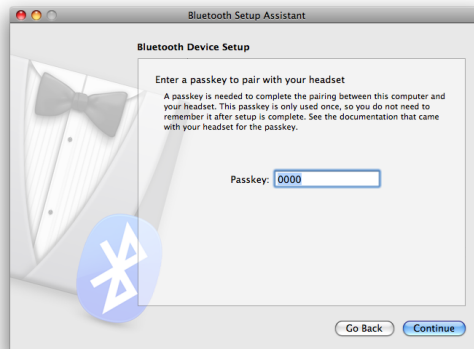 Bluetooth Setup Assistant
Bluetooth Device Setup
Enter a passkey to pair with your headset
A passkey is needed to complete the pairing between this computer and
your headset. This passkey is only used once, so you do not need to
remember it after setup is complete. See the documentation that came
with your headset for the passkey.
Passkey: 0000
Go Back Continue